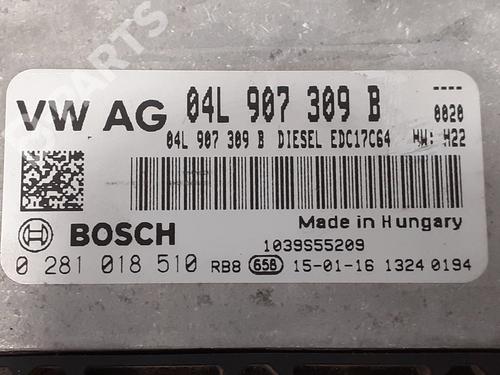 PARTS
VW AG 04L 907 309 B ----
0020
04L 907 309 B DIESEL EDC17C64 HW: H22
Made in Hungary
BOSCH 1039S55209
0 281 018 510 RB8 658 15-01-16 1324 0194